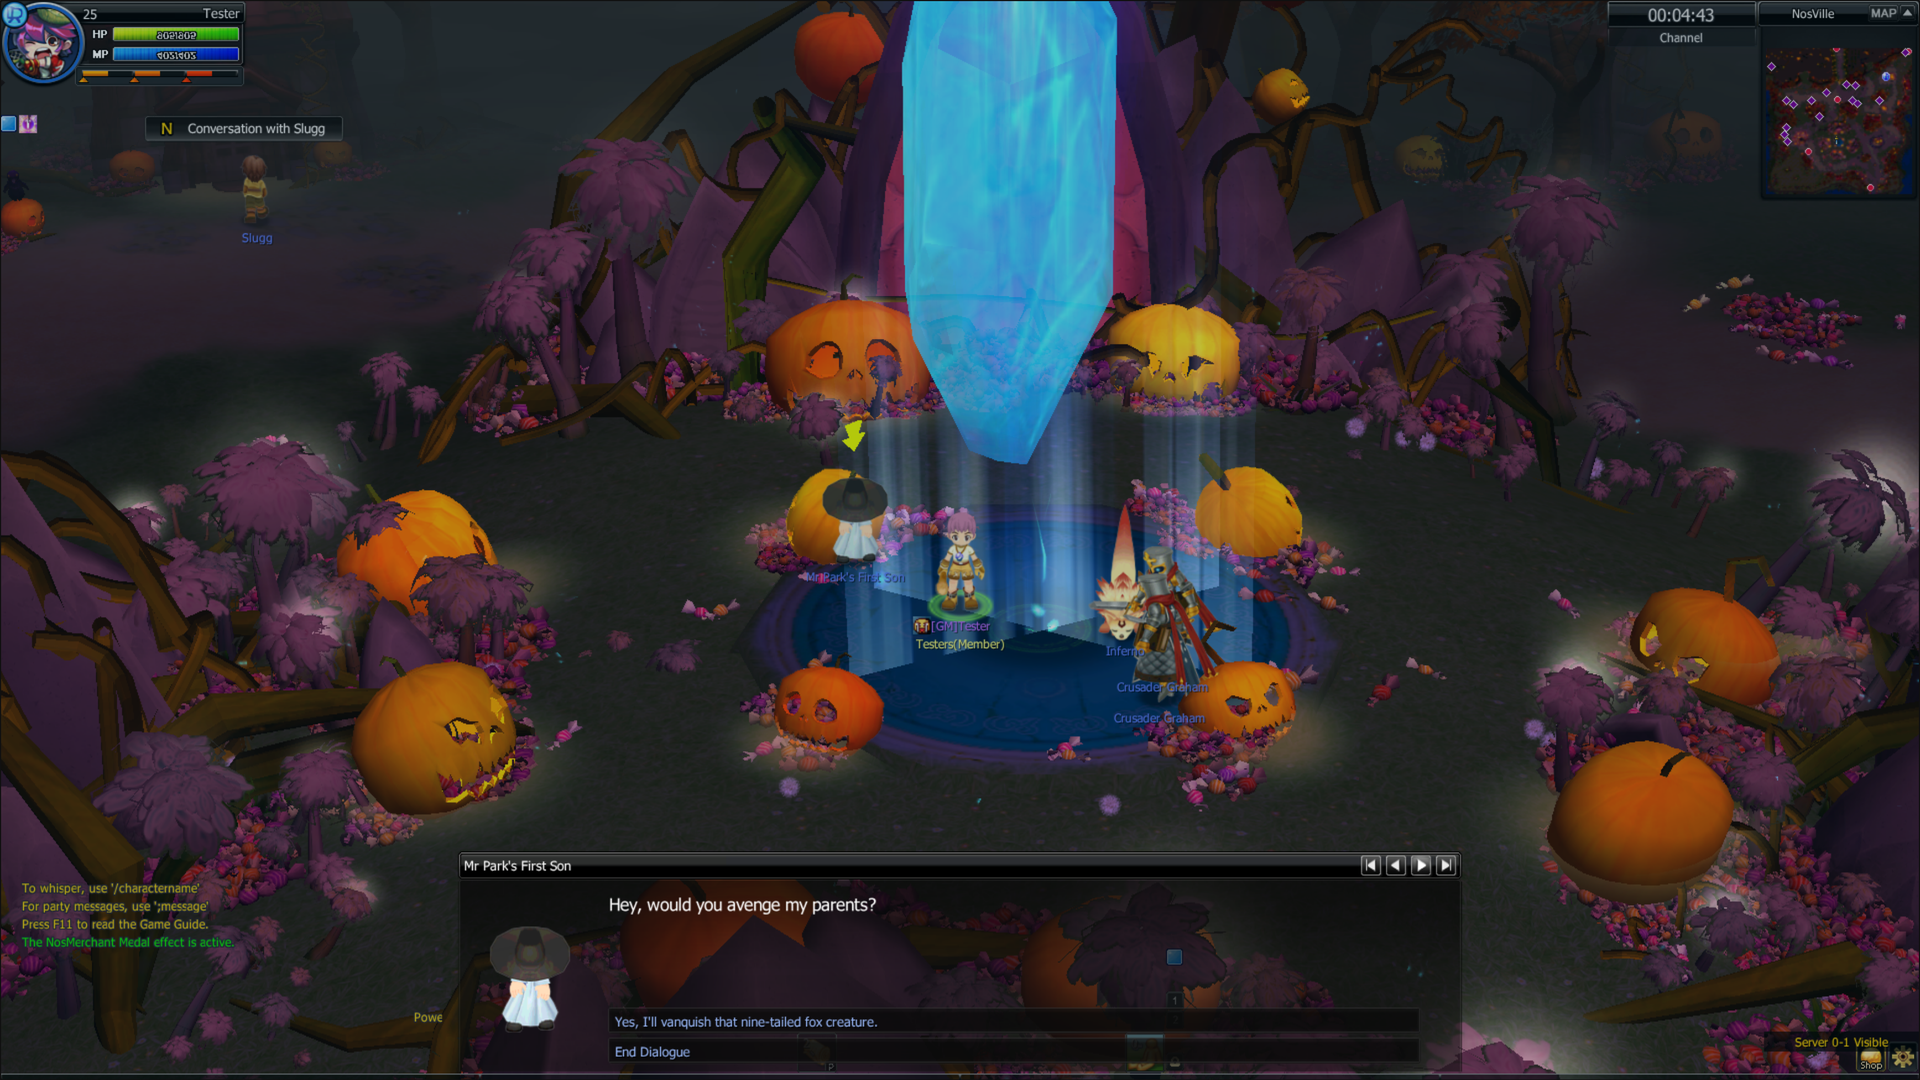 25 Tester
HP
MP
00:04:43
Channel
NosVille MAP
N Conversation with Slugg
Slugg
Mr Park's First Son
[GM]Tester
Testers(Member)
Crusader Graham
Crusader Graham
To whisper, use '/charactername'
For party messages, use ';message'
Press F11 to read the Game Guide.
The NosMerchant Medal effect is active.
Mr Park's First Son
Hey, would you avenge my parents?
1
Yes, I'll vanquish that nine-tailed fox creature.
End Dialogue
P
Server 0-1 Visible
Shop